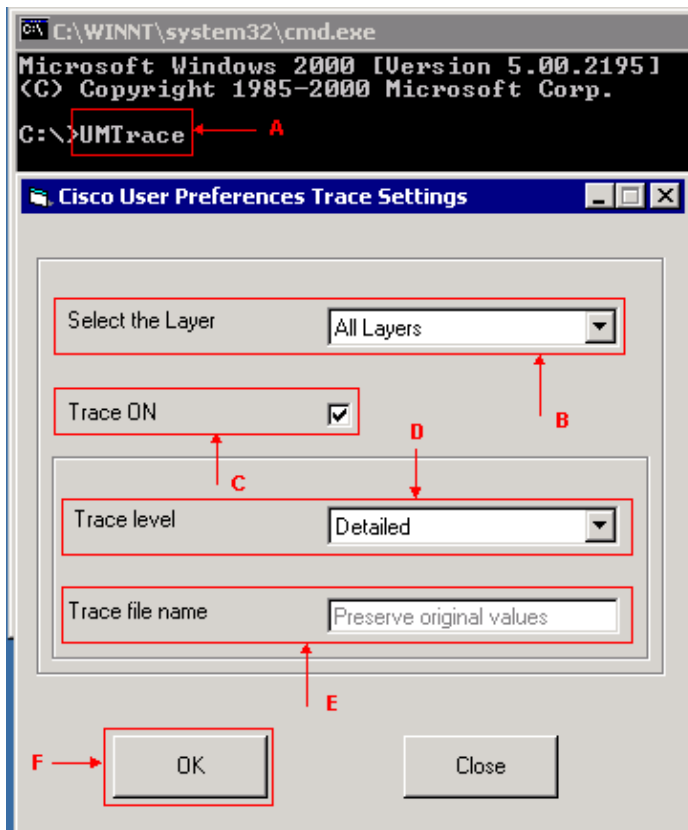 C:\WINNT\system32\cmd.exe
Microsoft Windows 2000 [Version 5.00.2195]
(C) Copyright 1985-2000 Microsoft Corp.
C:\>UMTrace
A
Cisco User Preferences Trace Settings
Select the Layer
All Layers
B
Trace ON
C
D
Trace level
Detailed
Trace file name
Preserve original values
E
F
OK
Close